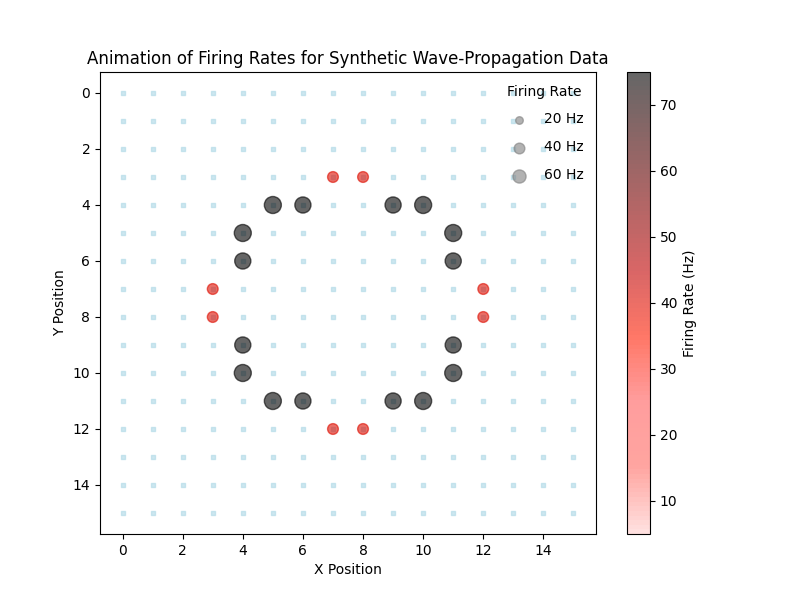 Animation of Firing Rates for Synthetic Wave-Propagation Data
Firing Rate
20 Hz
40 Hz
60 Hz
0
2
4
6
8
10
12
14
Y Position
0 2 4 6 8 10 12 14
X Position
70
60
50
40
30
20
10
Firing Rate (Hz)